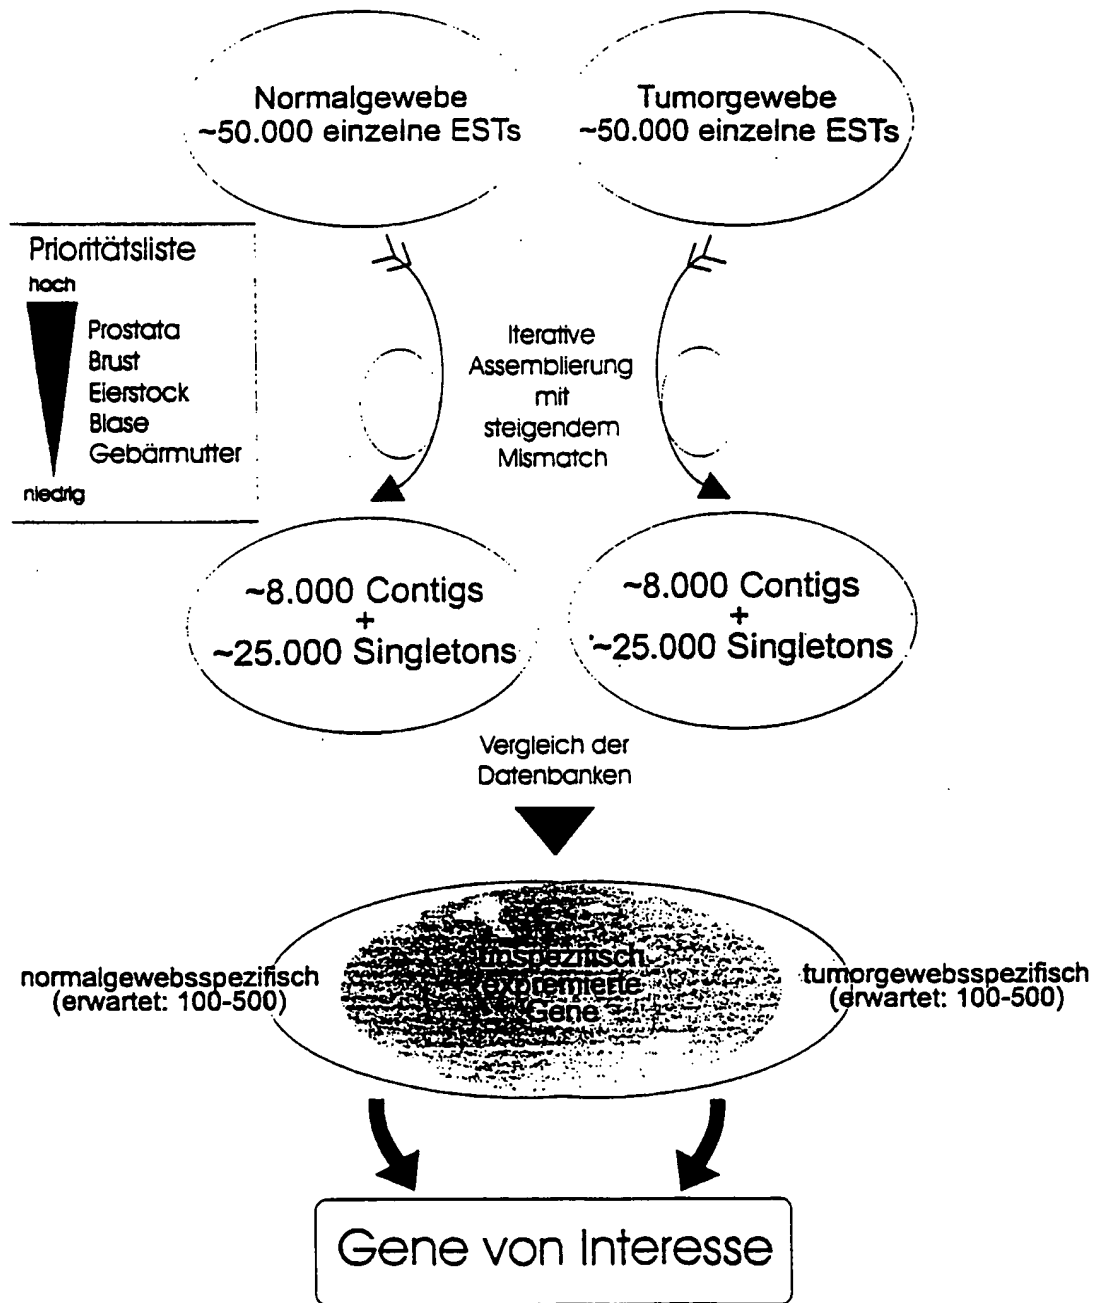 Normalgewebe
~50.000 einzelne ESTs
Tumorgewebe
~50.000 einzelne ESTs
Prioritätsliste
hoch
Prostata
Brust
Eierstock
Blase
Gebärmutter
niedrig
Iterative
Assemblierung
mit
steigendem
Mismatch
~8.000 Contigs
+
~25.000 Singletons
~8.000 Contigs
+
~25.000 Singletons
Vergleich der
Datenbanken
normalgewebsspezifisch
(erwartet: 100-500)
unspezifisch
expremierte
Gene
tumorgewebsspezifisch
(erwartet: 100-500)
Gene von Interesse